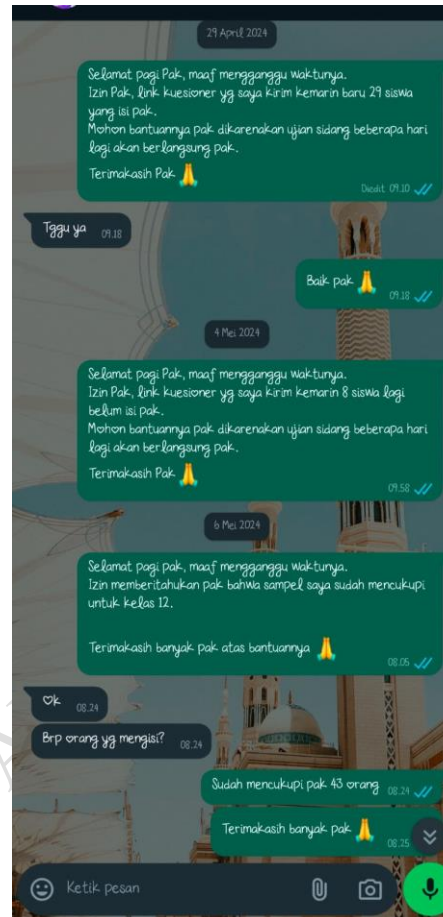 29 April 2024
Selamat pagi Pak, maaf mengganggu waktunya.
Izin Pak, link kuesioner yg saya kirim kemarin baru 29 siswa
yang isi pak.
Mohon bantuannya pak dikarenakan ujian sidang beberapa hari
lagi akan berlangsung pak.
Terimakasih Pak 🙏
Diedit 09.10
Tggu ya 09.18
Baik pak 🙏
09.18
4 Mei 2024
Selamat pagi Pak, maaf mengganggu waktunya.
Izin Pak, link kuesioner yg saya kirim kemarin 8 siswa lagi
belum isi pak.
Mohon bantuannya pak dikarenakan ujian sidang beberapa hari
lagi akan berlangsung pak.
Terimakasih Pak 🙏
09.58
6 Mei 2024
Selamat pagi pak, maaf mengganggu waktunya.
Izin memberitahukan pak bahwa sampel saya sudah mencukupi
untuk kelas 12.
Terimakasih banyak pak atas bantuannya 🙏
08.05
Ok 08.24
Brp orang yg mengisi? 08.24
Sudah mencukupi pak 43 orang 08.24
Terimakasih banyak pak 🙏
08.25
Ketik pesan